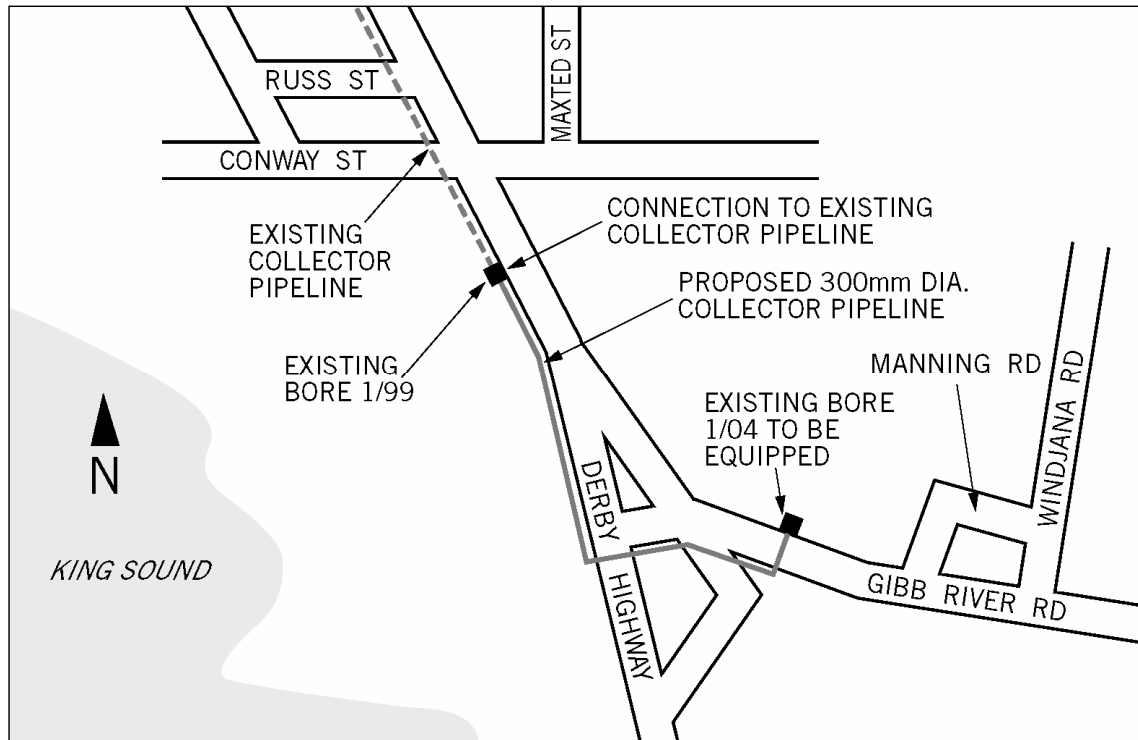 RUSS ST
MAXTED ST
CONWAY ST
EXISTING
COLLECTOR
PIPELINE
CONNECTION TO EXISTING
COLLECTOR PIPELINE
PROPOSED 300mm DIA.
COLLECTOR PIPELINE
EXISTING
BORE 1/99
MANNING RD
WINDJANA RD
EXISTING BORE
1/04 TO BE
EQUIPPED
N
DERBY HIGHWAY
KING SOUND
GIBB RIVER RD